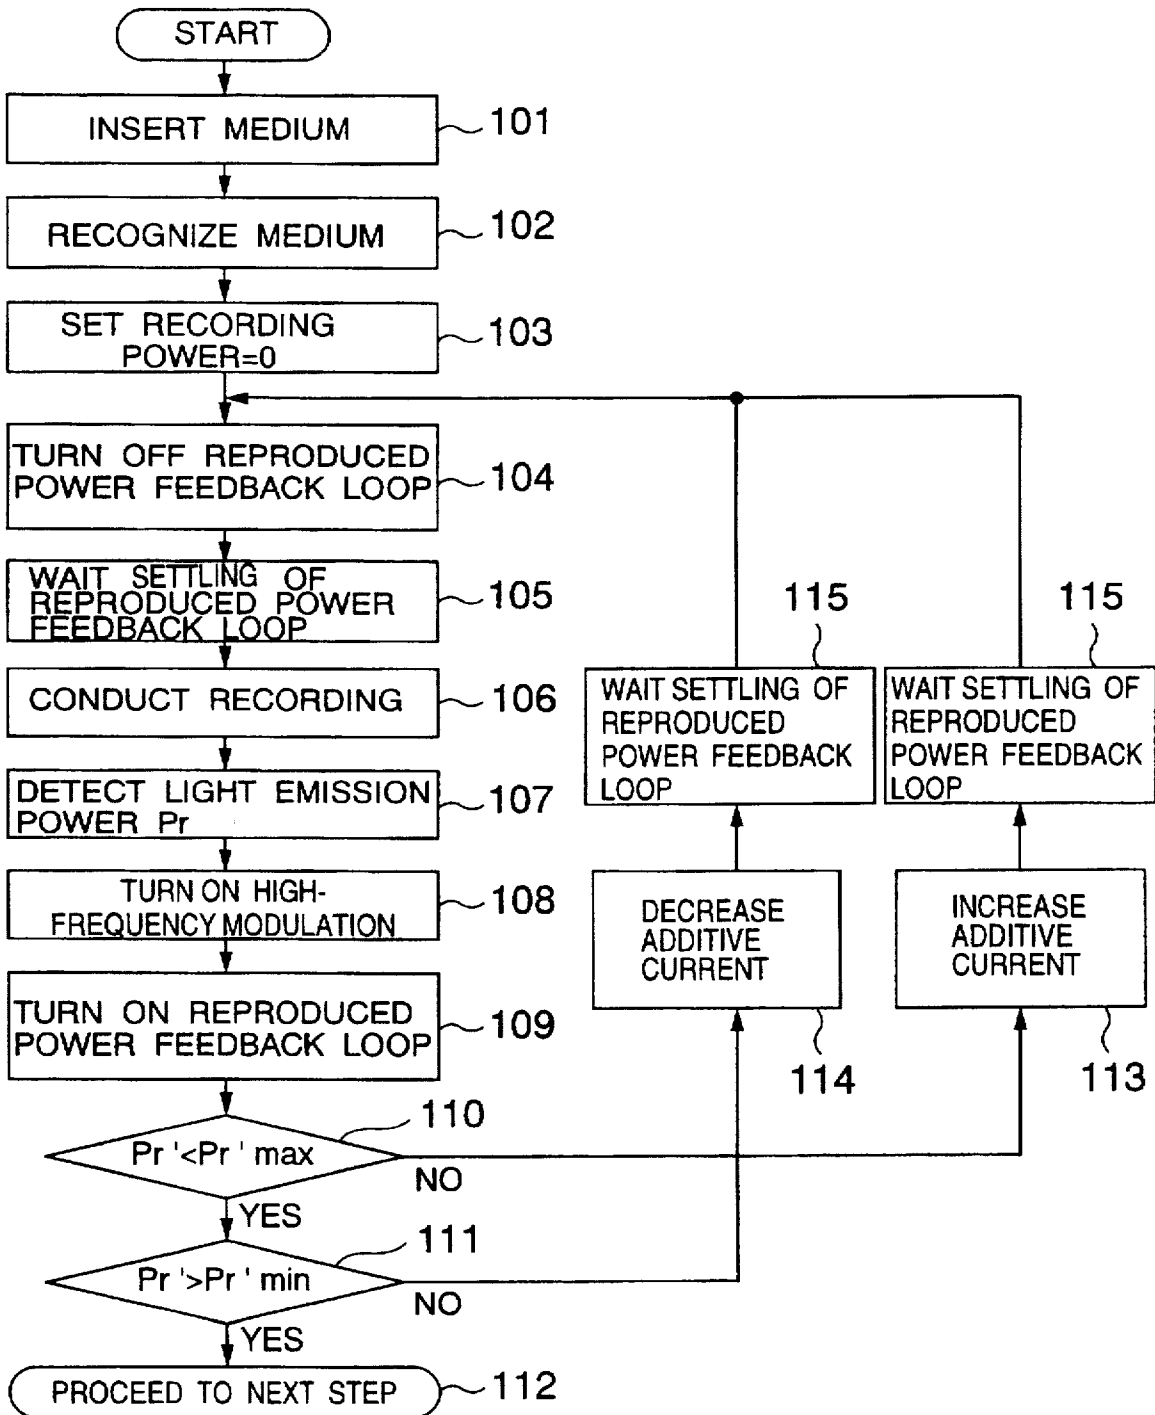 START
INSERT MEDIUM
101
RECOGNIZE MEDIUM
102
SET RECORDING
POWER=0
103
TURN OFF REPRODUCED
POWER FEEDBACK LOOP
104
WAIT SETTLING OF
REPRODUCED POWER
FEEDBACK LOOP
105
CONDUCT RECORDING
106
DETECT LIGHT EMISSION
POWER Pr
107
TURN ON HIGH-
FREQUENCY MODULATION
108
TURN ON REPRODUCED
POWER FEEDBACK LOOP
109
Pr '<Pr ' max
110
NO
YES
Pr '>Pr ' min
111
NO
YES
PROCEED TO NEXT STEP
112
115
WAIT SETTLING OF
REPRODUCED
POWER FEEDBACK
LOOP
DECREASE
ADDITIVE
CURRENT
114
115
WAIT SETTLING OF
REPRODUCED
POWER FEEDBACK
LOOP
INCREASE
ADDITIVE
CURRENT
113